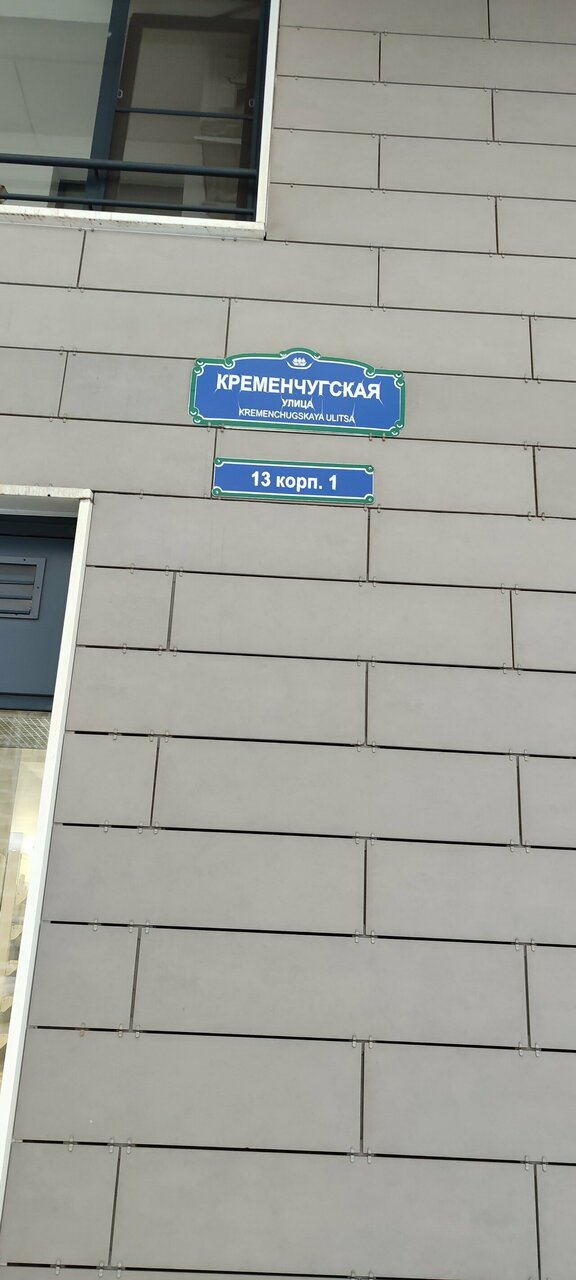 КРЕМЕНЧУГСКАЯ
УЛИЦА
KREMENCHUGSKAYA ULITSA
13 корп. 1